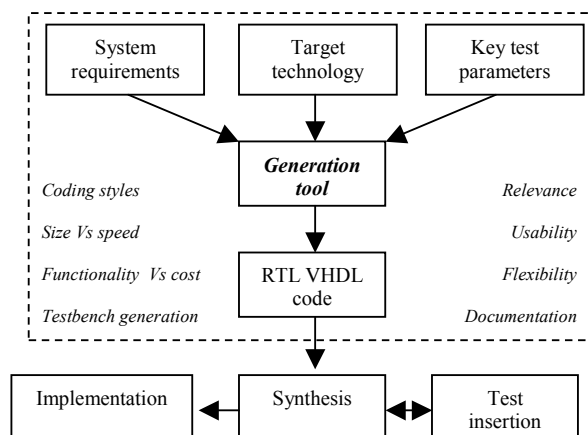 System
requirements
Target
technology
Key test
parameters
Generation
tool
Coding styles
Relevance
Size Vs speed
Usability
Functionality Vs cost
RTL VHDL
code
Flexibility
Testbench generation
Documentation
Implementation
Synthesis
Test
insertion